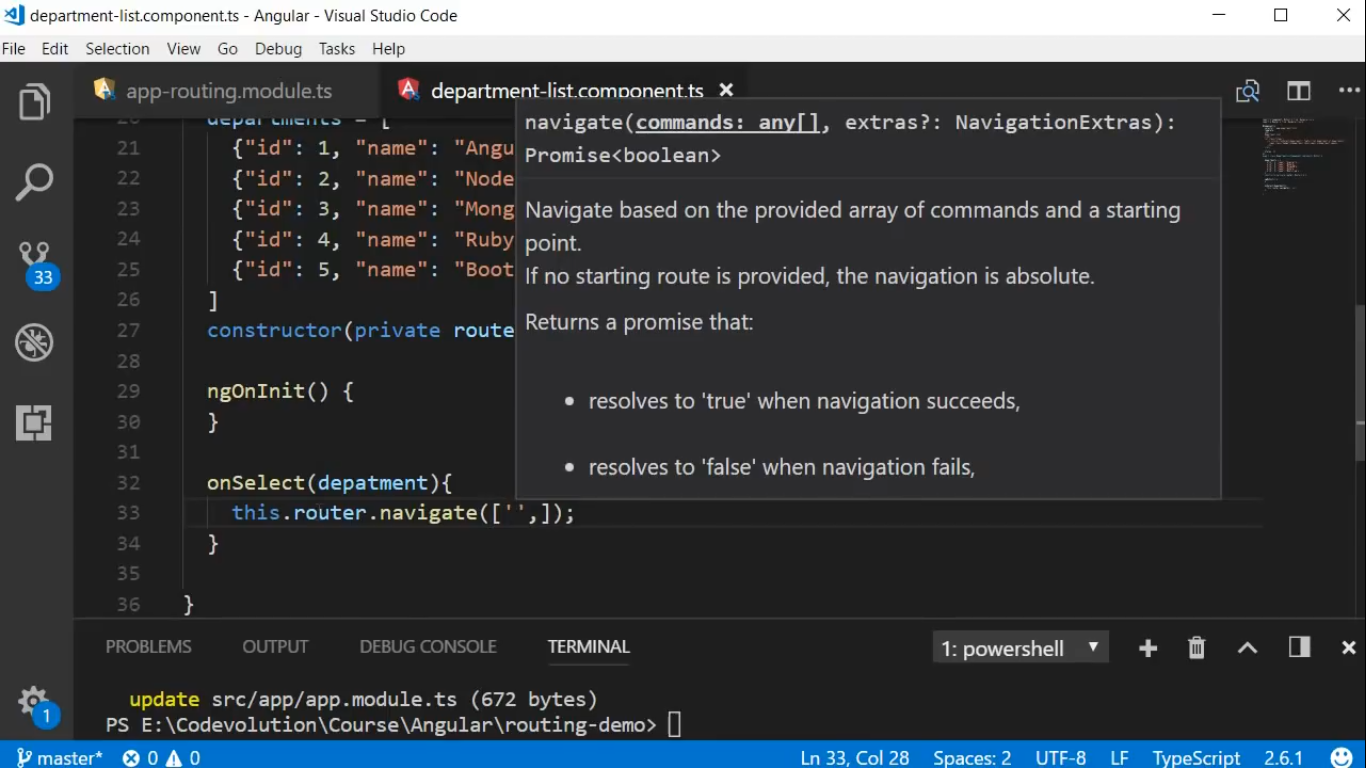 department-list.component.ts - Angular - Visual Studio Code
File Edit Selection View Go Debug Tasks Help
app-routing.module.ts department-list.component.ts
departments = [
21 {"id": 1, "name": "Angu
22 {"id": 2, "name": "Node
23 {"id": 3, "name": "Mong
24 {"id": 4, "name": "Ruby
25 {"id": 5, "name": "Boot
26 ]
27 constructor(private route
28
29 ngOnInit() {
30 }
31
32 onSelect(depatment){
33 this.router.navigate(['',]);
34 }
35
36 }
navigate(commands: any[], extras?: NavigationExtras):
Promise<boolean>
Navigate based on the provided array of commands and a starting
point.
If no starting route is provided, the navigation is absolute.
Returns a promise that:
• resolves to 'true' when navigation succeeds,
• resolves to 'false' when navigation fails,
33
1
PROBLEMS OUTPUT DEBUG CONSOLE TERMINAL 1: powershell
update src/app/app.module.ts (672 bytes)
PS E:\Codevolution\Course\Angular\routing-demo>
master* 0 0 Ln 33, Col 28 Spaces: 2 UTF-8 LF TypeScript 2.6.1